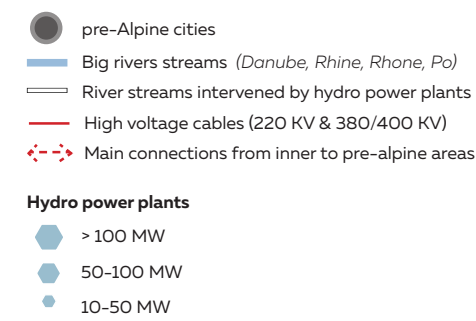 pre-Alpine cities
Big rivers streams (Danube, Rhine, Rhone, Po)
River streams intervened by hydro power plants
High voltage cables (220 KV & 380/400 KV)
Main connections from inner to pre-alpine areas
Hydro power plants
> 100 MW
50-100 MW
10-50 MW